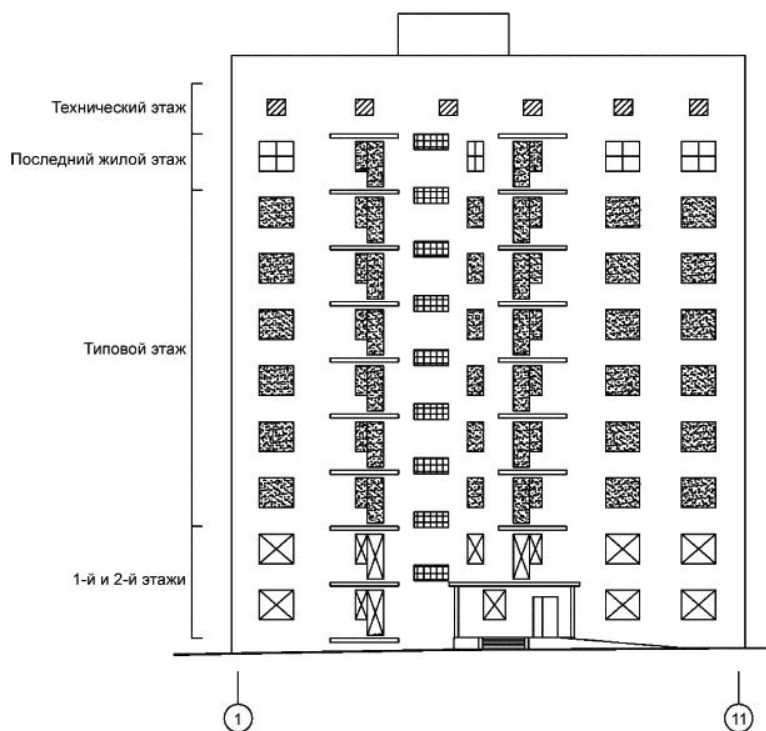 Технический этаж
Последний жилой этаж
Типовой этаж
1-й и 2-й этажи
1
11